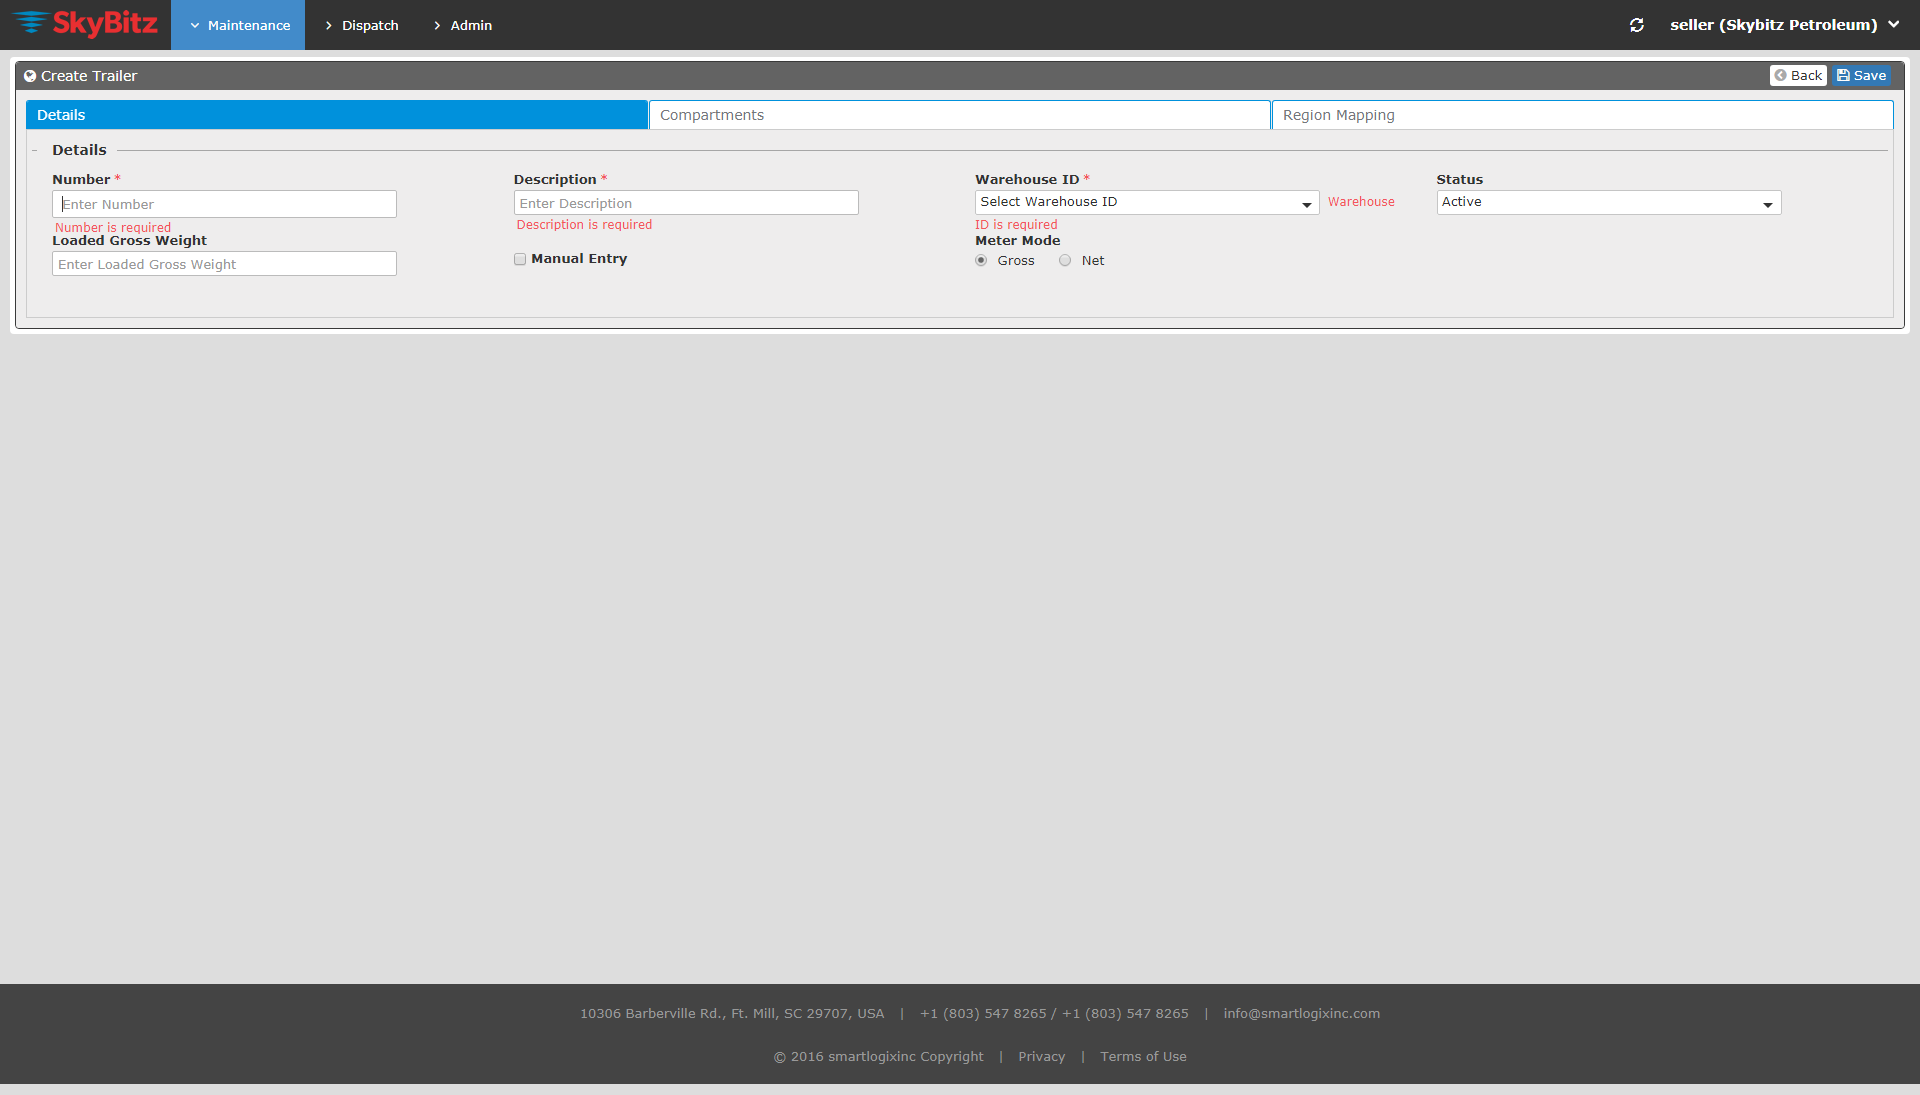 SkyBitz
Maintenance
Dispatch
Admin
seller (Skybitz Petroleum)
Create Trailer
Back
Save
Details
Compartments
Region Mapping
- Details
Number *
Description *
Warehouse ID *
Status
Enter Number
Enter Description
Select Warehouse ID
Warehouse
Active
Number is required
Description is required
ID is required
Loaded Gross Weight
Meter Mode
Enter Loaded Gross Weight
Manual Entry
Gross
Net
10306 Barberville Rd., Ft. Mill, SC 29707, USA | +1 (803) 547 8265 / +1 (803) 547 8265 | info@smartlogixinc.com
© 2016 smartlogixinc Copyright | Privacy | Terms of Use